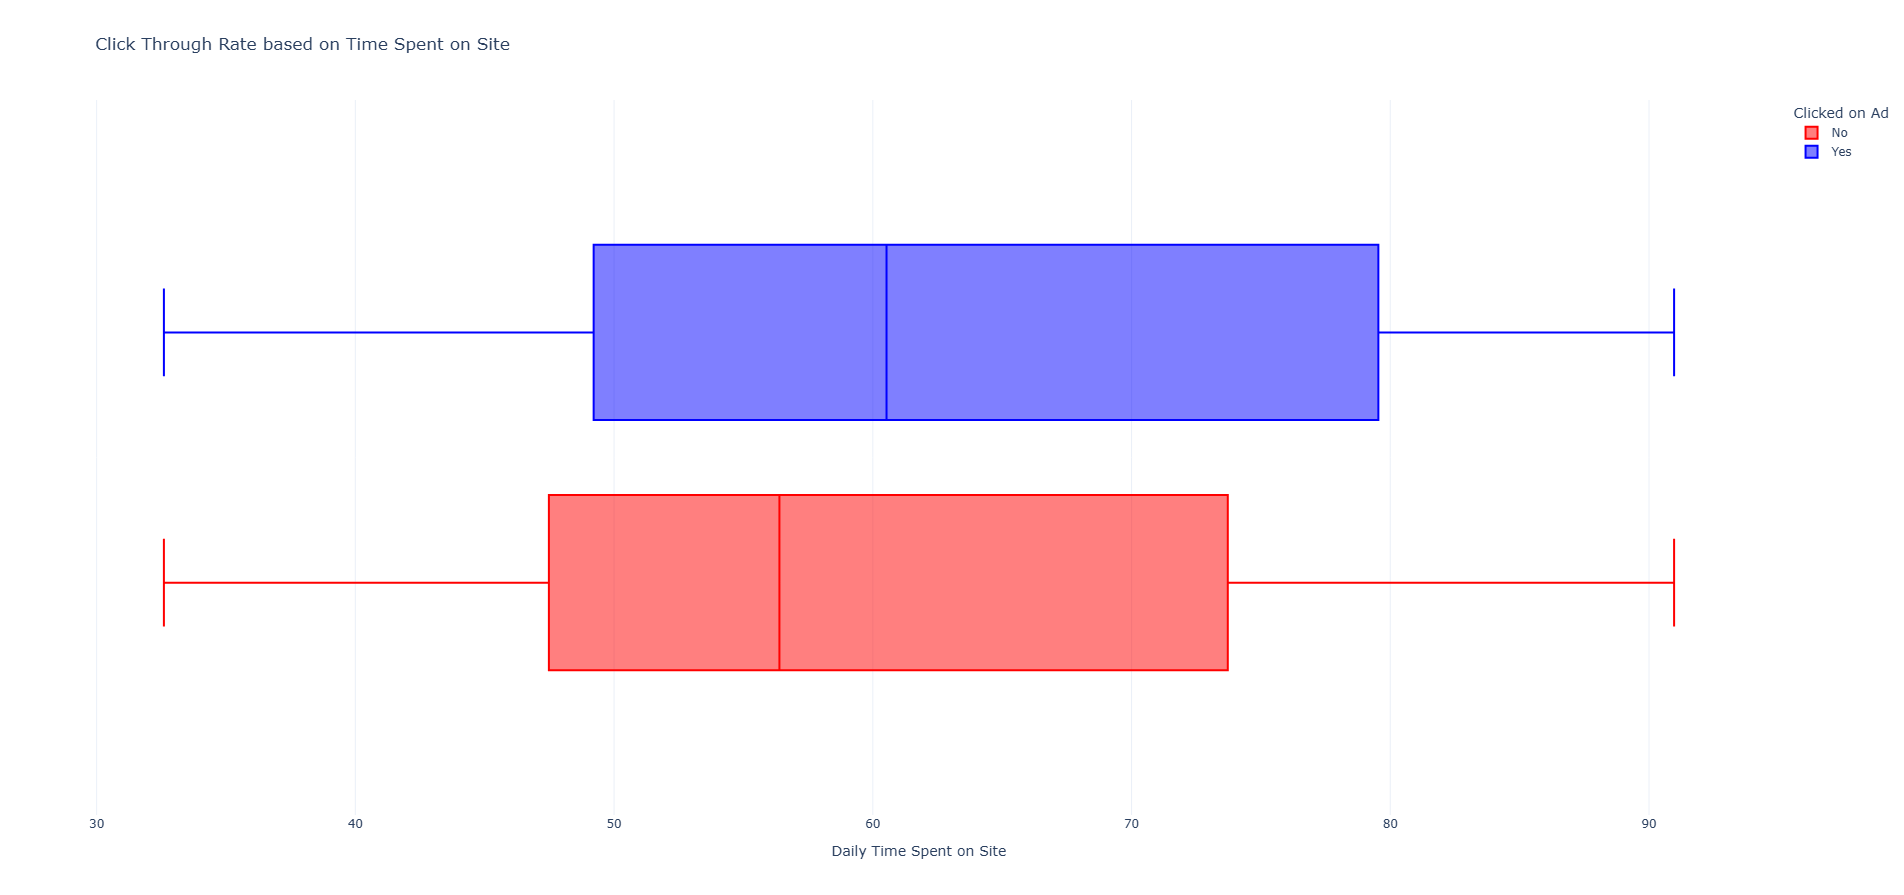 Click Through Rate based on Time Spent on Site
Clicked on Ad
No
Yes
30 40 50 60 70 80 90
Daily Time Spent on Site